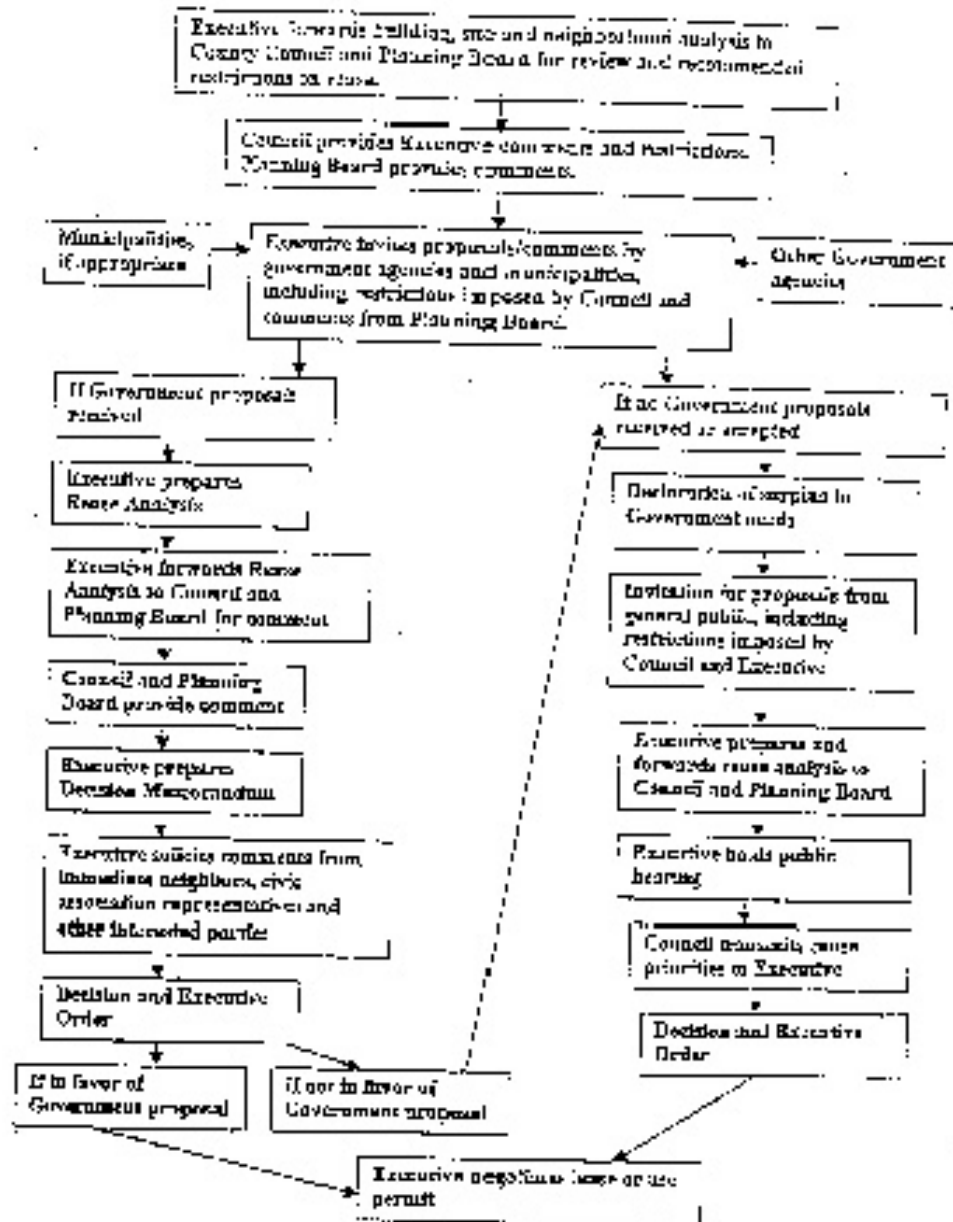 Executive forwards building, site and neighborhood analysis to
County Council and Planning Board for review and recommended
restrictions on reuse.
Council provides Executive comments and restrictions.
Planning Board provides comments.
Municipalities,
if appropriate
Executive invites proposals/comments by
government agencies and municipalities,
including restrictions imposed by Council and
comments from Planning Board.
Other Government
agencies
If Government proposals
received
If no Government proposals
received or accepted
Executive prepares
Reuse Analysis
Declaration of surplus to
Government needs
Executive forwards Reuse
Analysis to Council and
Planning Board for comment
Invitation for proposals from
general public, including
restrictions imposed by
Council and Executive
Council and Planning
Board provide comment
Executive prepares
Decision Memorandum
Executive prepares and
forwards reuse analysis to
Council and Planning Board
Executive solicits comments from
immediate neighbors, civic
association representatives and
other interested parties
Executive holds public
hearing
Council transmits reuse
priorities to Executive
Decision and Executive
Order
Decision and Executive
Order
If in favor of
Government proposal
If not in favor of
Government proposal
Executive negotiates lease or use
permit